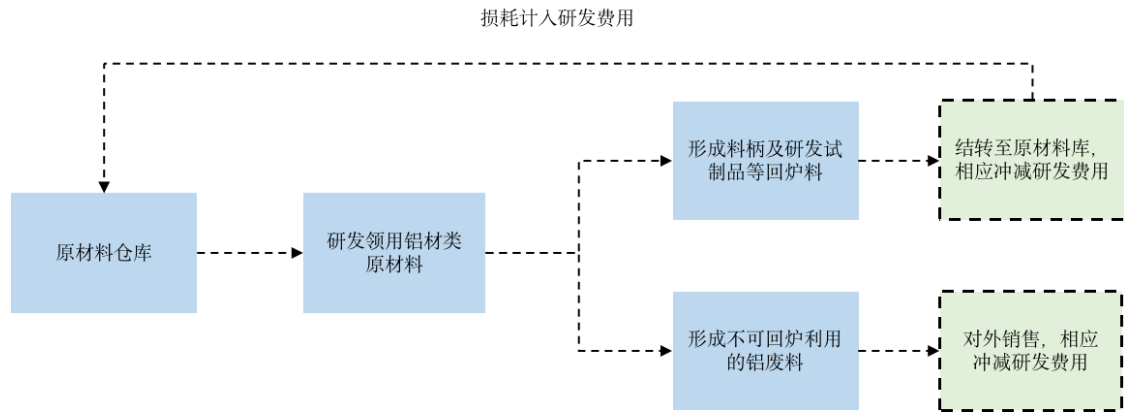 损耗计入研发费用
原材料仓库
研发领用铝材类
原材料
形成料柄及研发试
制品等回炉料
结转至原材料库，
相应冲减研发费用
形成不可回炉利用
的铝废料
对外销售，相应
冲减研发费用